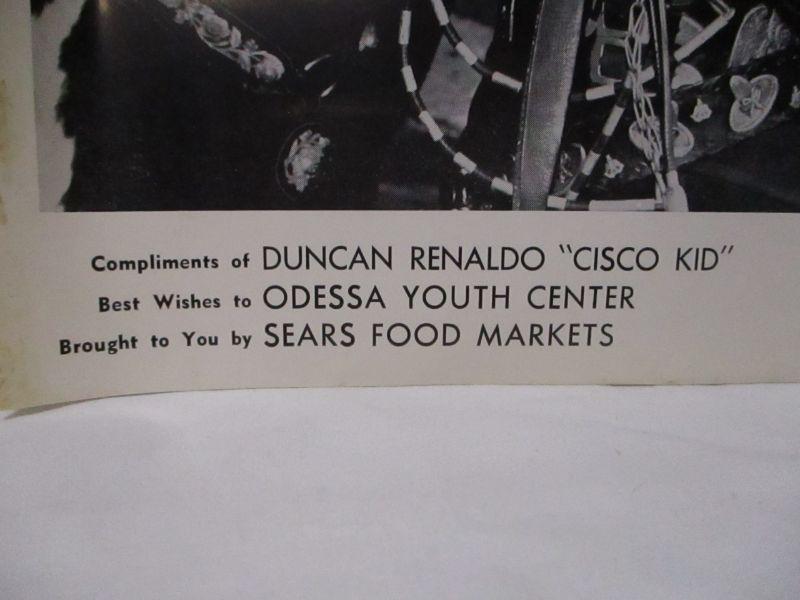 Compliments of DUNCAN RENALDO "CISCO KID"
Best Wishes to ODESSA YOUTH CENTER
Brought to You by SEARS FOOD MARKETS